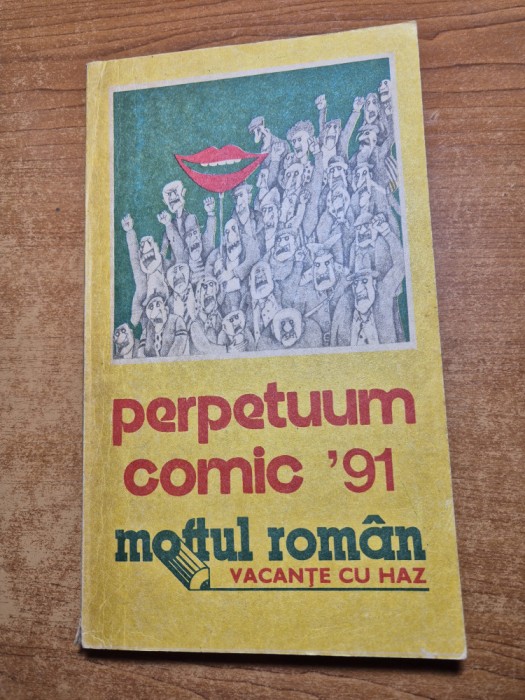 perpetuum
comic '91
moftul român
VACANȚE CU HAZ